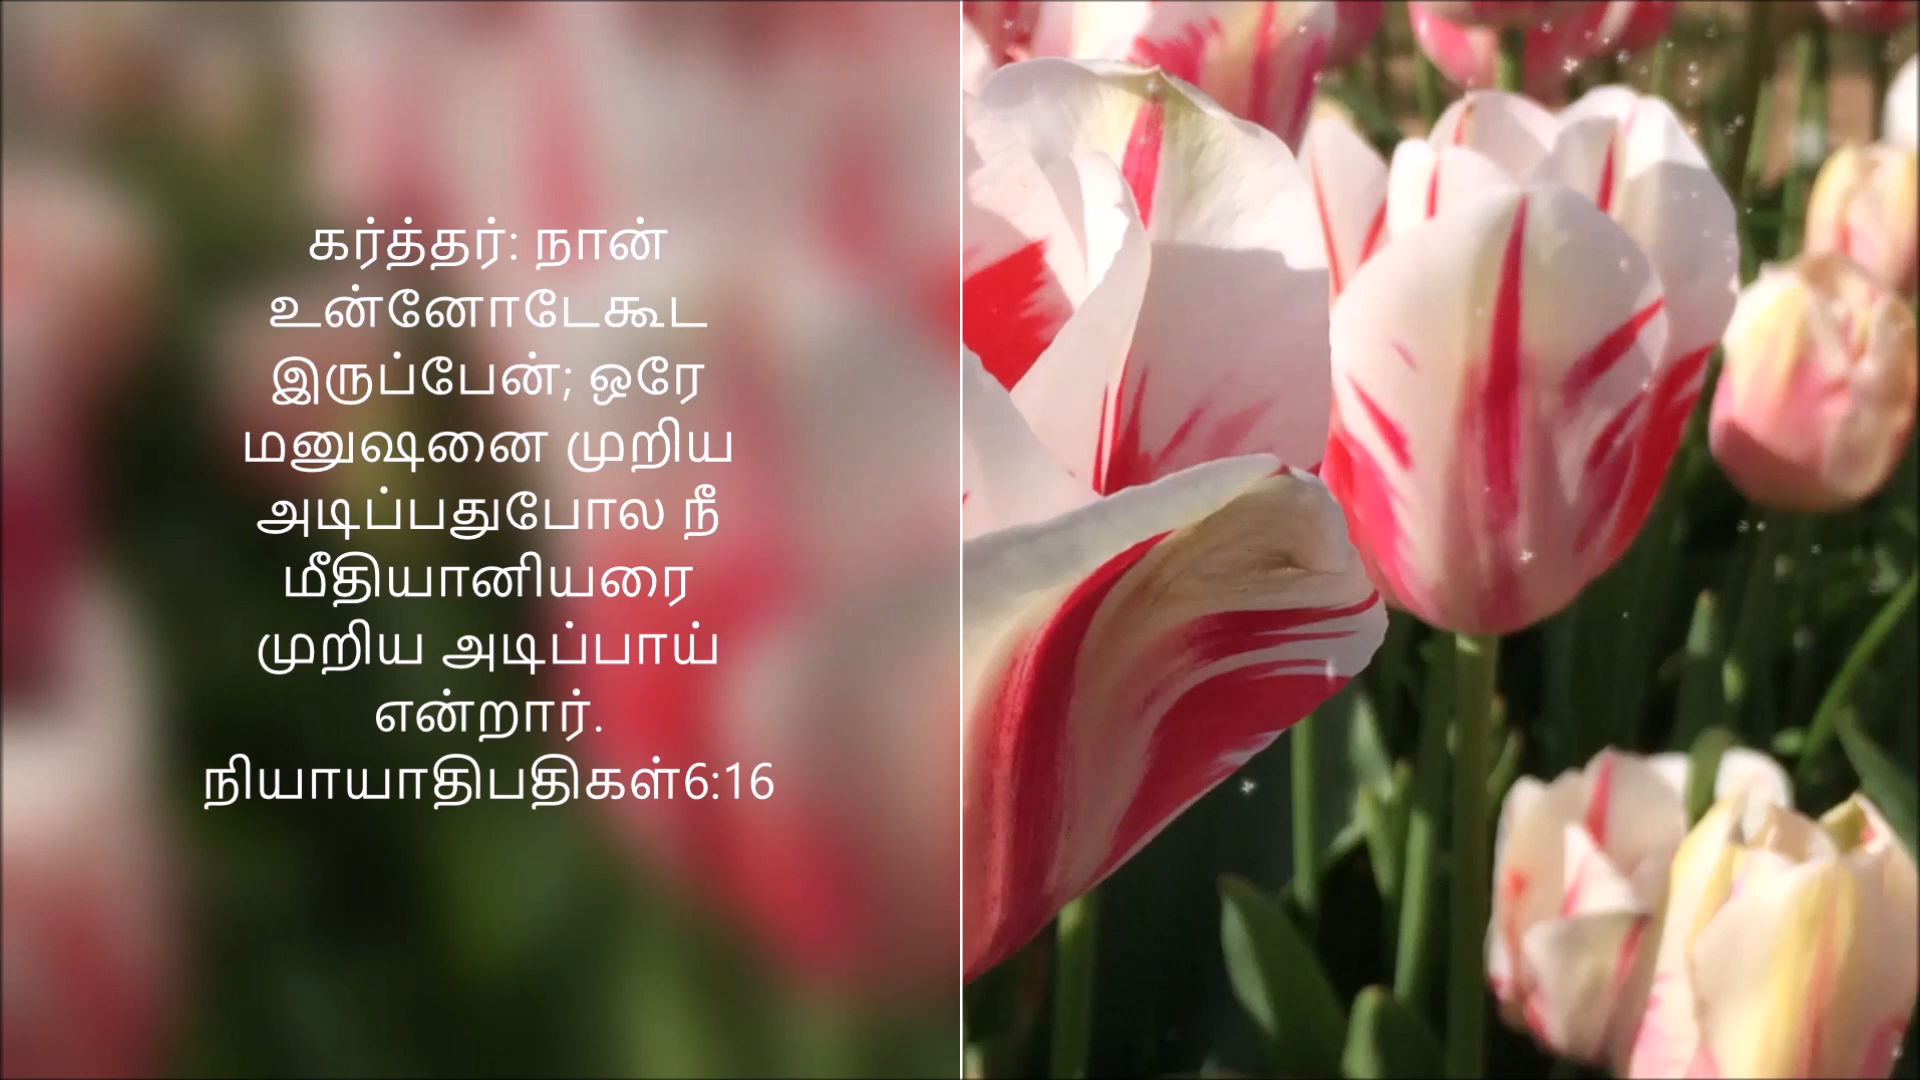 கர்த்தர்: நான்
உன்னோடேகூட
இருப்பேன்; ஒரே
மனுஷனை முறிய
அடிப்பதுபோல நீ
மீதியானியரை
முறிய அடிப்பாய்
என்றார்.
நியாயாதிபதிகள்6:16